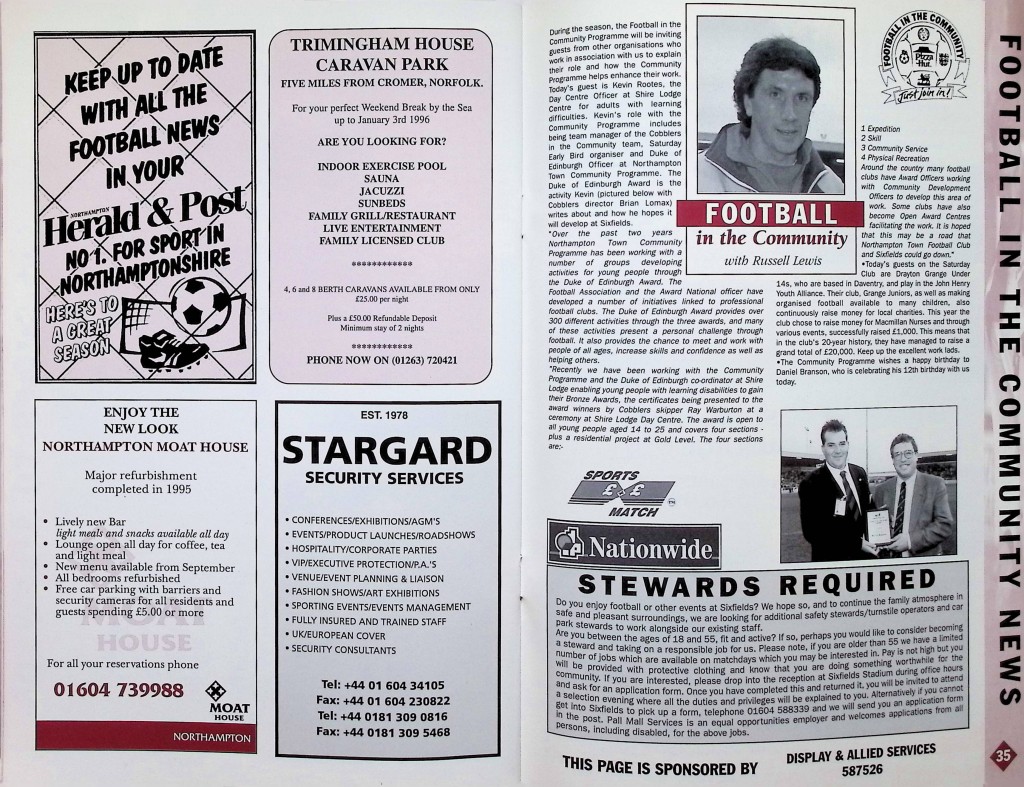 KEEP UP TO DATE
WITH ALL THE
FOOTBALL NEWS
IN YOUR
NORTHAMPTON
Herald & Post
NO 1. FOR SPORT IN
NORTHAMPTONSHIRE
HERE'S TO
A GREAT
SEASON
TRIMINGHAM HOUSE
CARAVAN PARK
FIVE MILES FROM CROMER, NORFOLK.
For your perfect Weekend Break by the Sea
up to January 3rd 1996
ARE YOU LOOKING FOR?
INDOOR EXERCISE POOL
SAUNA
JACUZZI
SUNBEDS
FAMILY GRILL/RESTAURANT
LIVE ENTERTAINMENT
FAMILY LICENSED CLUB
************
4, 6 and 8 BERTH CARAVANS AVAILABLE FROM ONLY
£25.00 per night
Plus a £50.00 Refundable Deposit
Minimum stay of 2 nights
************
PHONE NOW ON (01263) 720421
ENJOY THE
NEW LOOK
NORTHAMPTON MOAT HOUSE
Major refurbishment
completed in 1995
• Lively new Bar
light meals and snacks available all day
• Lounge open all day for coffee, tea
and light meal
• New menu available from September
• All bedrooms refurbished
• Free car parking with barriers and
security cameras for all residents and
guests spending £5.00 or more
MOAT
HOUSE
For all your reservations phone
01604 739988
MOAT
HOUSE
NORTHAMPTON
EST. 1978
STARGARD
SECURITY SERVICES
• CONFERENCES/EXHIBITIONS/AGM'S
• EVENTS/PRODUCT LAUNCHES/ROADSHOWS
• HOSPITALITY/CORPORATE PARTIES
• VIP/EXECUTIVE PROTECTION/P.A.'S
• VENUE/EVENT PLANNING & LIAISON
• FASHION SHOWS/ART EXHIBITIONS
• SPORTING EVENTS/EVENTS MANAGEMENT
• FULLY INSURED AND TRAINED STAFF
• UK/EUROPEAN COVER
• SECURITY CONSULTANTS
Tel: +44 01 604 34105
Fax: +44 01 604 230822
Tel: +44 0181 309 0816
Fax: +44 0181 309 5468
During the season, the Football in the
Community Programme will be inviting
guests from other organisations who
work in association with us to explain
their role and how the Community
Programme helps enhance their work.
Today's guest is Kevin Rootes, the
Day Centre Officer at Shire Lodge
Centre for adults with learning
difficulties. Kevin's role with the
Community Programme includes
being team manager of the Cobblers
in the Community team, Saturday
Early Bird organiser and Duke of
Edinburgh Officer at Northampton
Town Community Programme. The
Duke of Edinburgh Award is the
activity Kevin (pictured below with
Cobblers director Brian Lomax)
writes about and how he hopes it
will develop at Sixfields.
"Over the past two years
Northampton Town Community
Programme has been working with a
number of groups developing
activities for young people through
the Duke of Edinburgh Award. The
Football Association and the Award National officer have
developed a number of initiatives linked to professional
football clubs. The Duke of Edinburgh Award provides over
300 different activities through the three awards, and many
of these activities present a personal challenge through
football. It also provides the chance to meet and work with
people of all ages, increase skills and confidence as well as
helping others.
"Recently we have been working with the Community
Programme and the Duke of Edinburgh co-ordinator at Shire
Lodge enabling young people with learning disabilities to gain
their Bronze Awards, the certificates being presented to the
award winners by Cobblers skipper Ray Warburton at a
ceremony at Shire Lodge Day Centre. The award is open to
all young people aged 14 to 25 and covers four sections -
plus a residential project at Gold Level. The four sections
are:-
FOOTBALL
in the Community
with Russell Lewis
FOOTBALL IN THE COMMUNITY
Pizza Hut
Just join in!
1 Expedition
2 Skill
3 Community Service
4 Physical Recreation
Around the country many football
clubs have Award Officers working
with Community Development
Officers to develop this area of
work. Some clubs have also
become Open Award Centres
facilitating the work. It is hoped
that this may be a road that
Northampton Town Football Club
and Sixfields could go down."
•Today's guests on the Saturday
Club are Drayton Grange Under
14s, who are based in Daventry, and play in the John Henry
Youth Alliance. Their club, Grange Juniors, as well as making
organised football available to many children, also
continually raise money for local charities. This year the
club chose to raise money for Macmillan Nurses and through
various events, successfully raised £1,000. This means that
in the club's 20-year history, they have managed to raise a
grand total of £20,000. Keep up the excellent work lads.
•The Community Programme wishes a happy birthday to
Daniel Branson, who is celebrating his 12th birthday with us
today.
SPORTS
£ £
MATCH
TM
Nationwide
STEWARDS REQUIRED
Do you enjoy football or other events at Sixfields? We hope so, and to continue the family atmosphere in
safe and pleasant surroundings, we are looking for additional safety stewards/turnstile operators and car
park stewards to work alongside our existing staff.
Are you between the ages of 18 and 55, fit and active? If so, perhaps you would like to consider becoming
a steward and taking on a responsible job for us. Please note, if you are older than 55 we have a limited
number of jobs which are available on matchdays which you may be interested in. Pay is not high but you
will be provided with protective clothing and know that you are doing something worthwhile for the
community. If you are interested, please drop into the reception at Sixfields Stadium during office hours
and ask for an application form. Once you have completed this and returned it, you will be invited to attend
a selection evening where all the duties and privileges will be explained to you. Alternatively if you cannot
get into Sixfields to pick up a form, telephone 01604 588339 and we will send you an application form
in the post. Pall Mall Services is an equal opportunities employer and welcomes applications from all
persons, including disabled, for the above jobs.
THIS PAGE IS SPONSORED BY
DISPLAY & ALLIED SERVICES
587526
FOOTBALL IN THE COMMUNITY NEWS
35